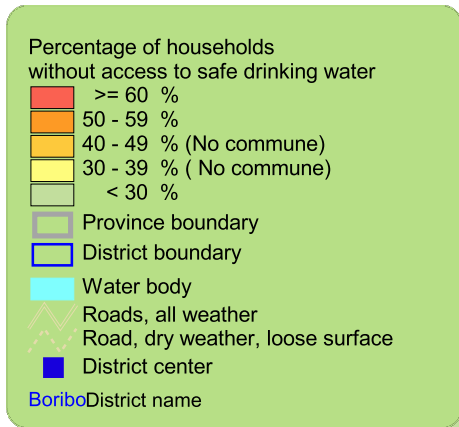 Percentage of households
without access to safe drinking water
>= 60 %
50 - 59 %
40 - 49 % (No commune)
30 - 39 % ( No commune)
< 30 %
Province boundary
District boundary
Water body
Roads, all weather
Road, dry weather, loose surface
District center
Boribo District name